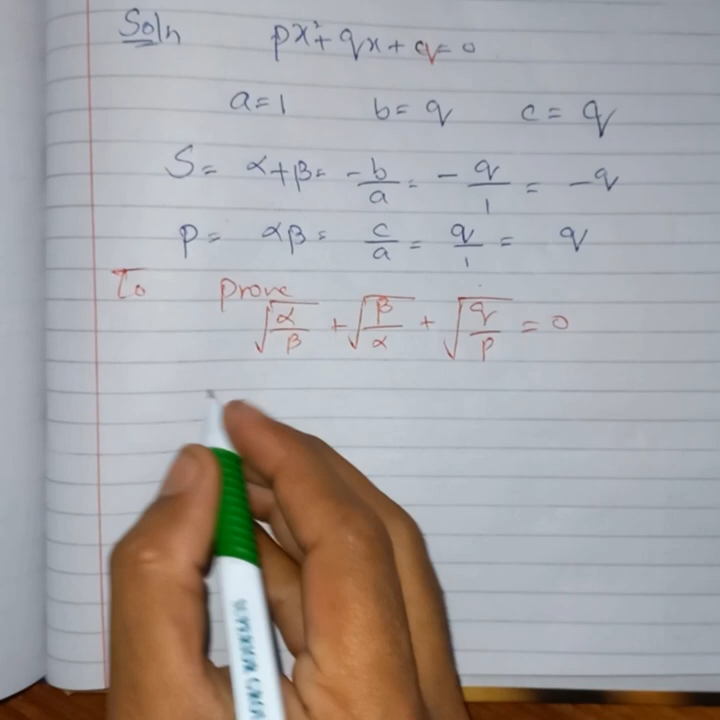 Soln px²+qx+q=0
a=1 b=q c=q
S= α+β= -b/a = -q/1 = -q
p= αβ= c/a = q/1 = q
To prove
√α/β + √β/α + √q/p = 0